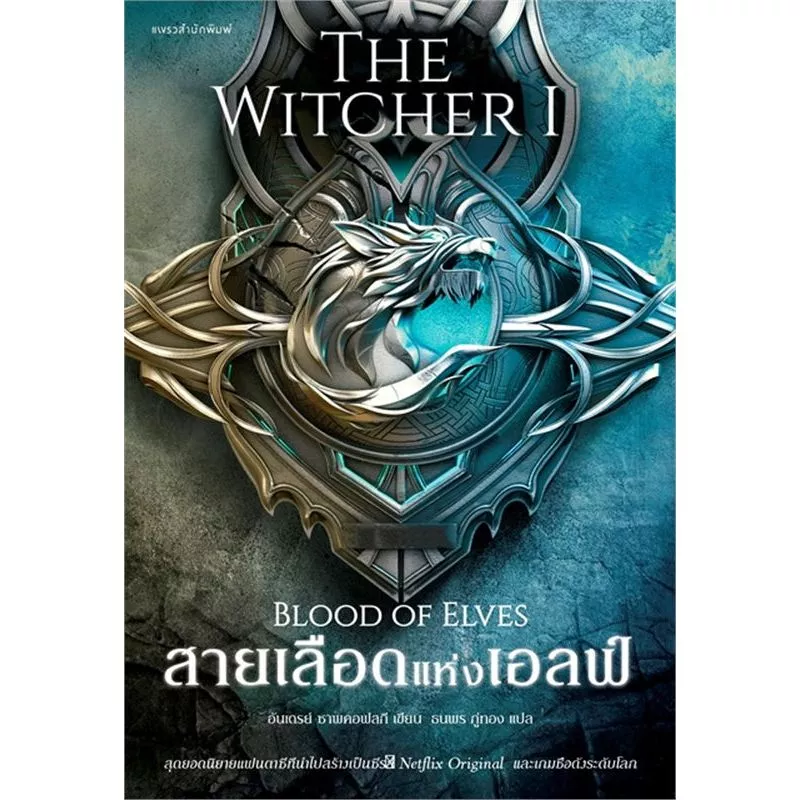 แพรวสำนักพิมพ์
THE
WITCHER I
BLOOD OF ELVES
สายเลือดแห่งเอลฟ์
อันเดรย์ ซาพคอฟสกี เขียน ธนพร ภู่ทอง แปล
สุดยอดนิยายแฟนตาซีที่นำไปสร้างเป็นซีรี Netflix Original และเกมชื่อดังระดับโลก